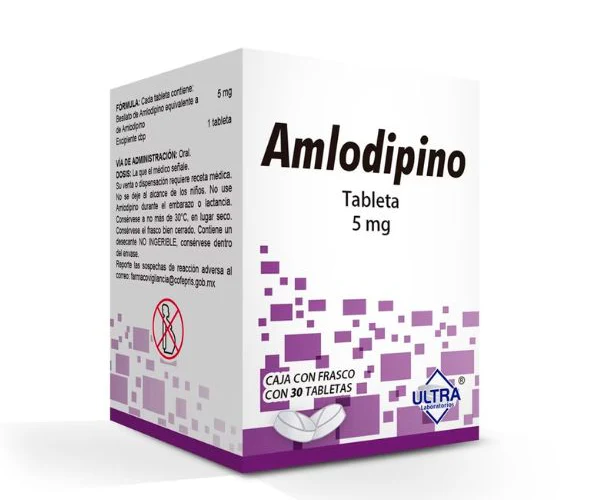 FÓRMULA: Cada tableta contiene:
Besilato de Amlodipino equivalente a 5 mg
de Amlodipino
Excipiente cbp 1 tableta
VÍA DE ADMINISTRACIÓN: Oral.
DOSIS: La que el médico señale.
Su venta o dispensación requiere receta médica.
No se deje al alcance de los niños. No use
Amlodipino durante el embarazo o lactancia.
Consérvese a no más de 30°C, en lugar seco.
Consérvese el frasco bien cerrado. Contiene un
desecante NO INGERIBLE, consérvese dentro
del envase.
Reporte las sospechas de reacción adversa al
correo: farmacovigilancia@cofepris.gob.mx
Amlodipino
Tableta
5 mg
CAJA CON FRASCO
CON 30 TABLETAS
ULTRA ®
Laboratorios